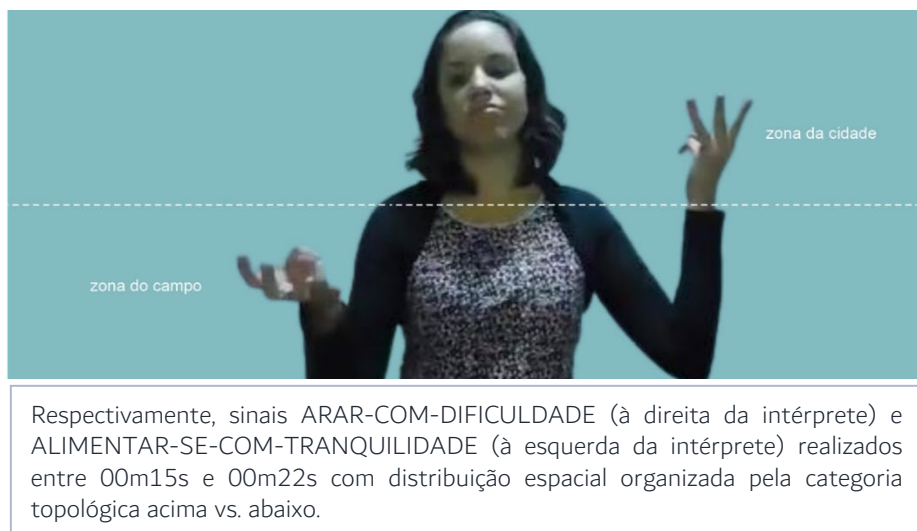 zona da cidade
zona do campo
Respectivamente, sinais ARAR-COM-DIFICULDADE (à direita da intérprete) e
ALIMENTAR-SE-COM-TRANQUILIDADE (à esquerda da intérprete) realizados
entre 00m15s e 00m22s com distribuição espacial organizada pela categoria
topológica acima vs. abaixo.